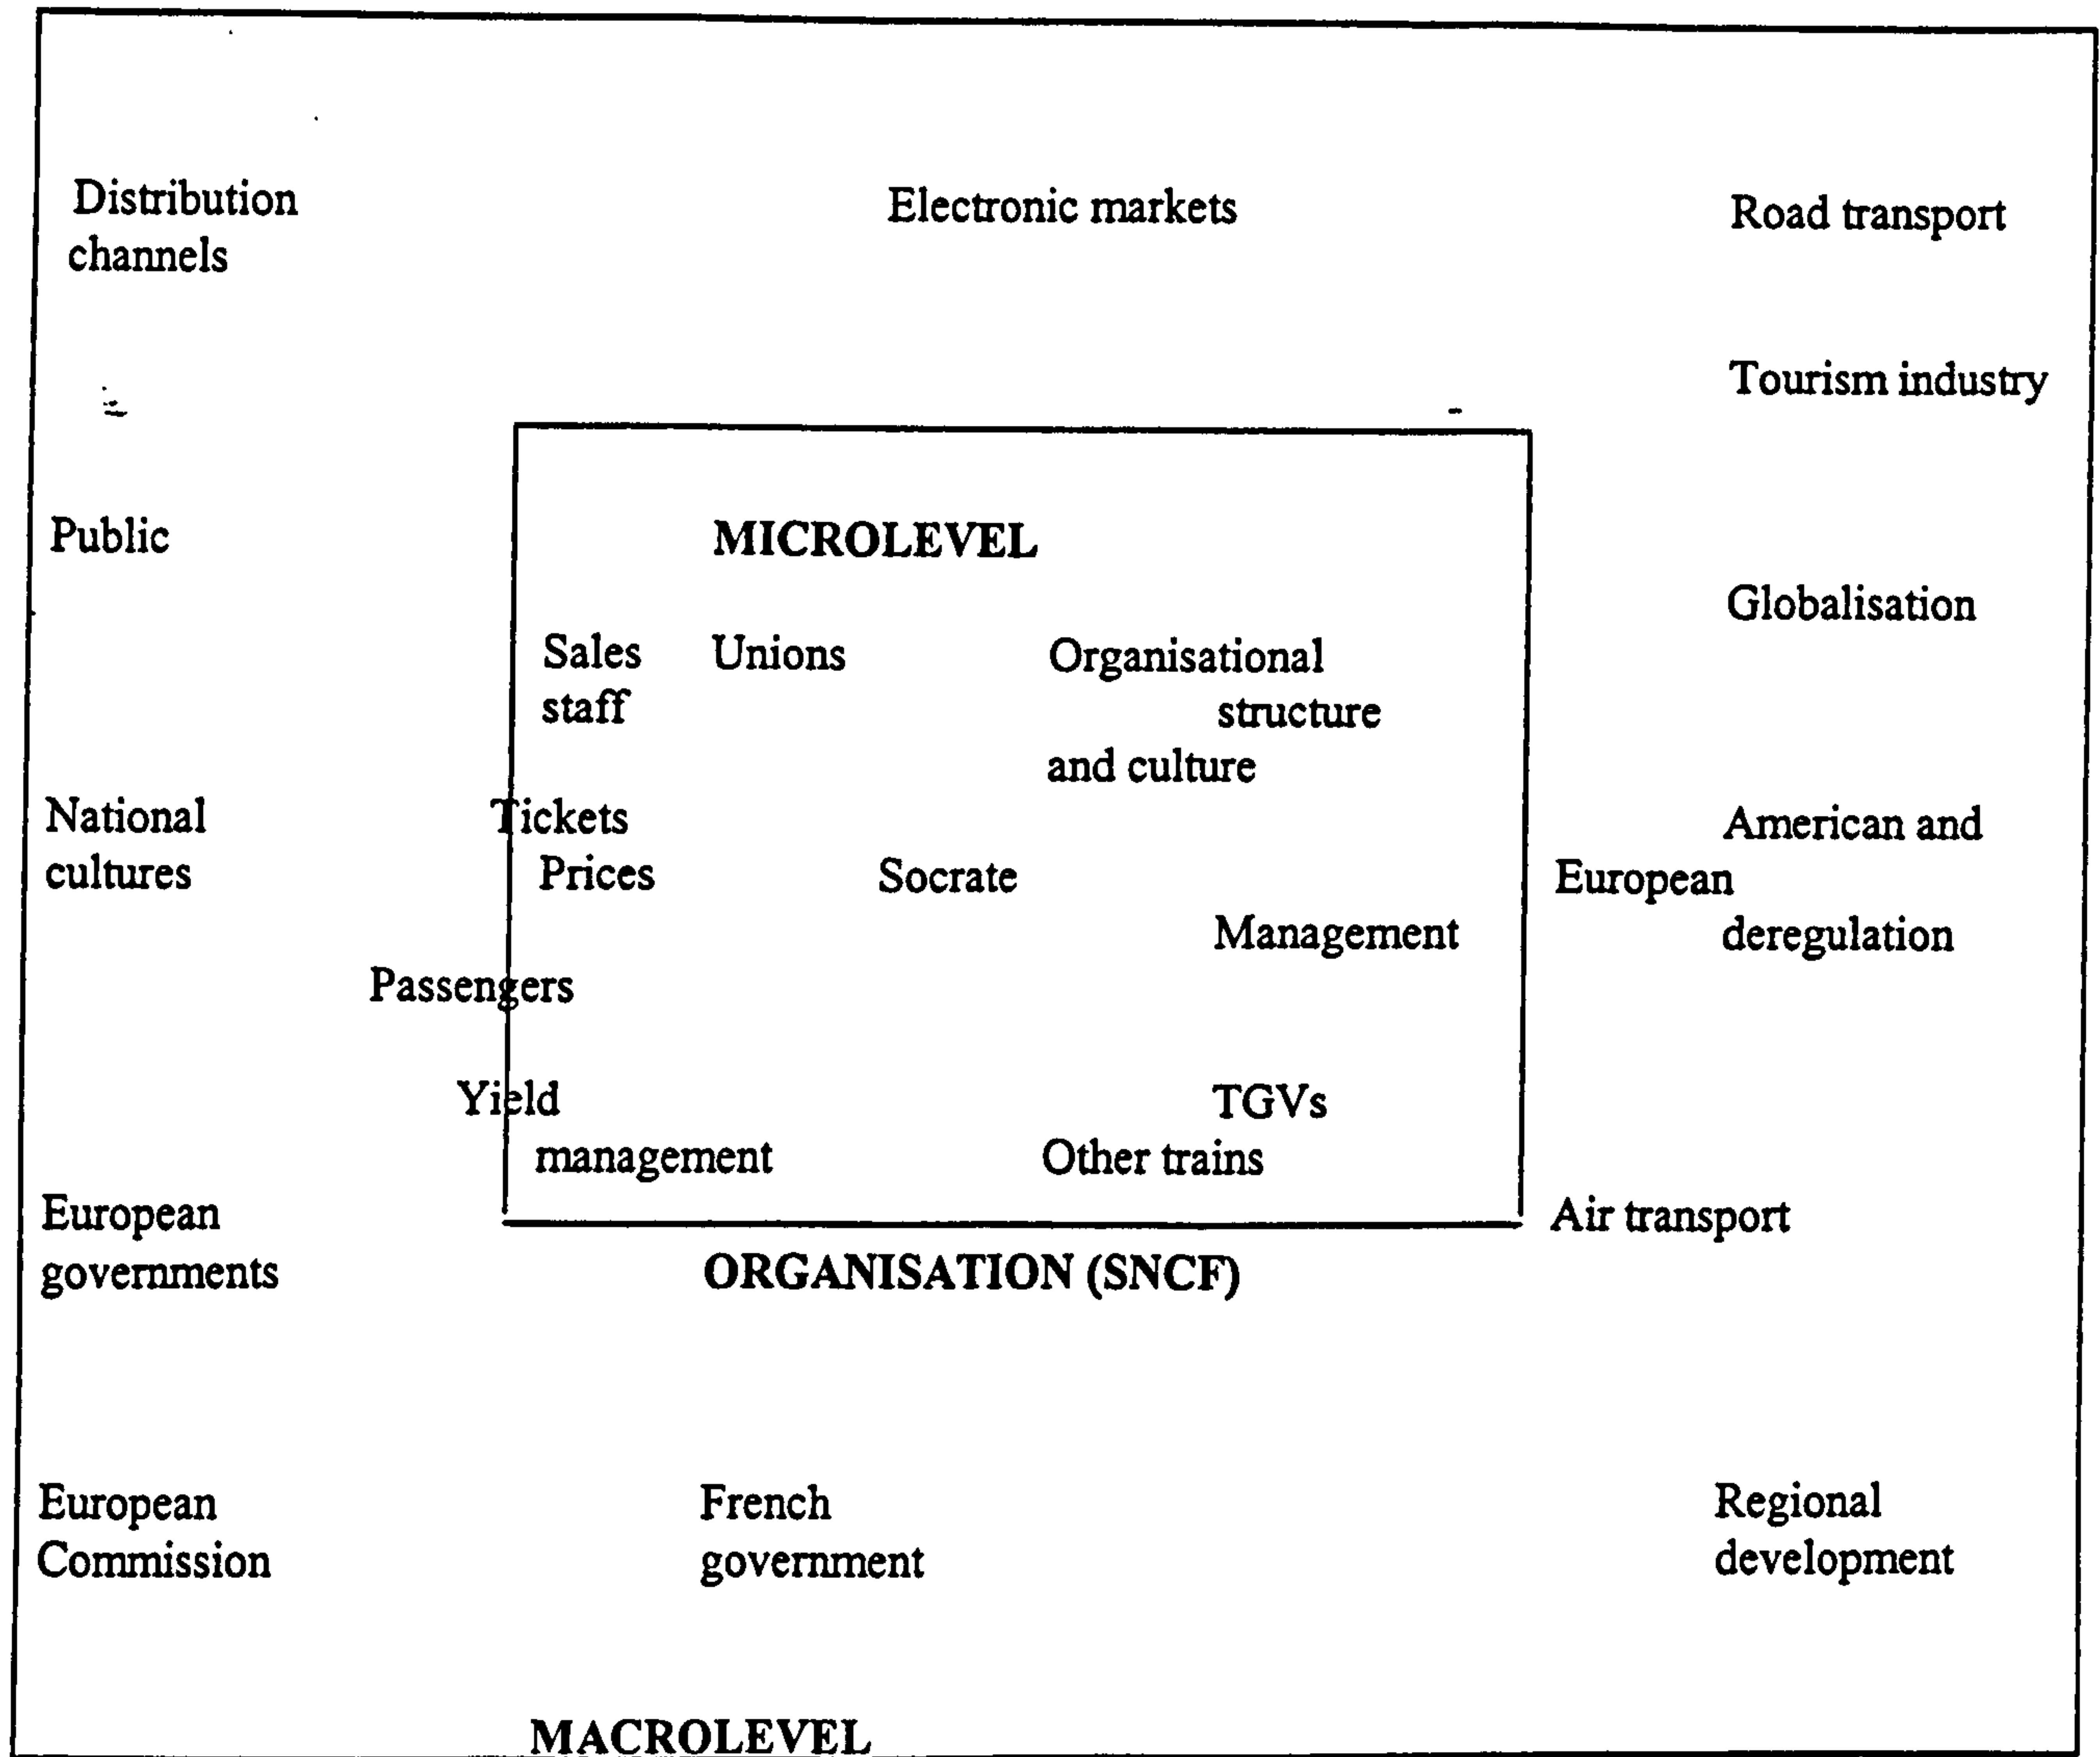 Distribution
channels
Electronic markets
Road transport
Tourism industry
Public
MICROLEVEL
Globalisation
Sales
staff
Unions
Organisational
structure
and culture
National
cultures
Tickets
Prices
Socrate
American and
European
deregulation
Management
Passengers
Yield
management
TGVs
Other trains
European
governments
Air transport
ORGANISATION (SNCF)
European
Commission
French
government
Regional
development
MACROLEVEL